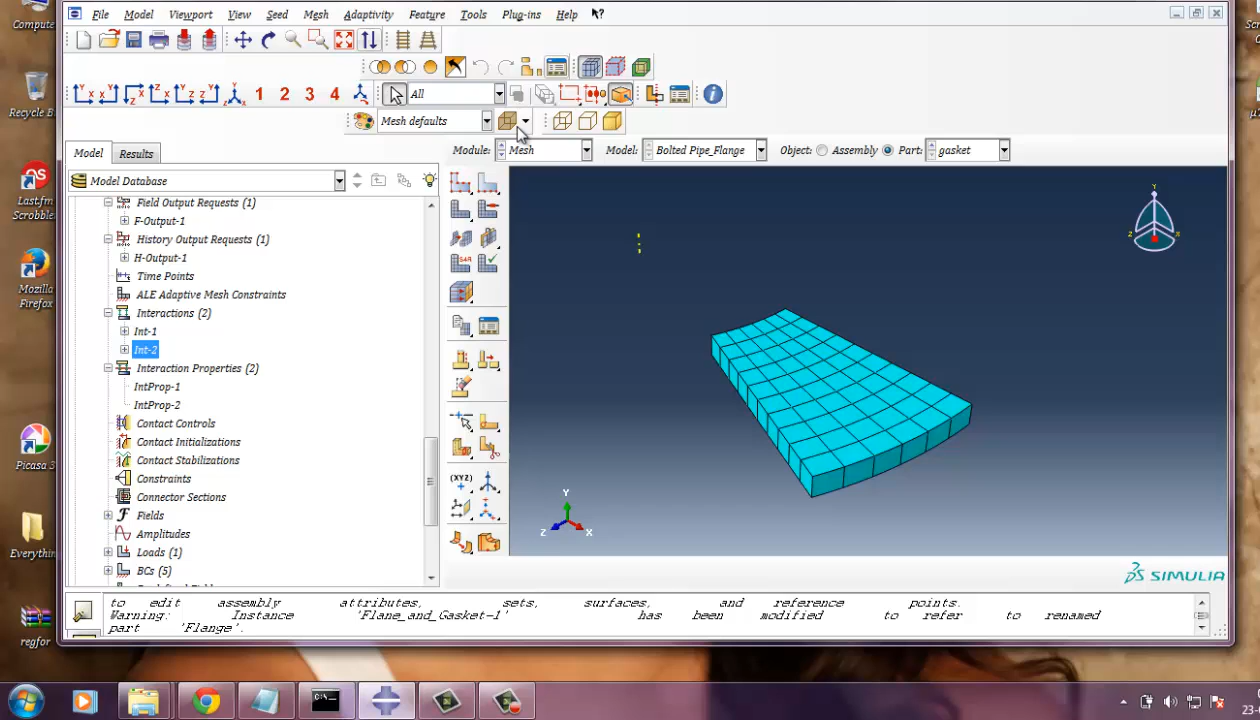 Compute
File Model Viewport View Seed Mesh Adaptivity Feature Tools Plug-ins Help
Recycle B
1 2 3 4 All
Mesh defaults
Model Results
Module: Mesh Model: Bolted Pipe_Flange Object: Assembly Part: gasket
Model Database
Last.fm
Scrobble
Field Output Requests (1)
F-Output-1
History Output Requests (1)
H-Output-1
Time Points
ALE Adaptive Mesh Constraints
Mozilla
Firefox
Interactions (2)
Int-1
Int-2
Interaction Properties (2)
IntProp-1
IntProp-2
Contact Controls
Contact Initializations
Contact Stabilizations
Picasa 3
Constraints
Connector Sections
Fields
Amplitudes
Loads (1)
BCs (5)
Everythin
Y
Z X
Y
Z X
SIMULIA
to edit assembly attributes, sets, surfaces, and reference points.
Warning: Instance 'Flane_and_Gasket-1' has been modified to refer to renamed
part 'Flange'.
regfor
C:\_
23-